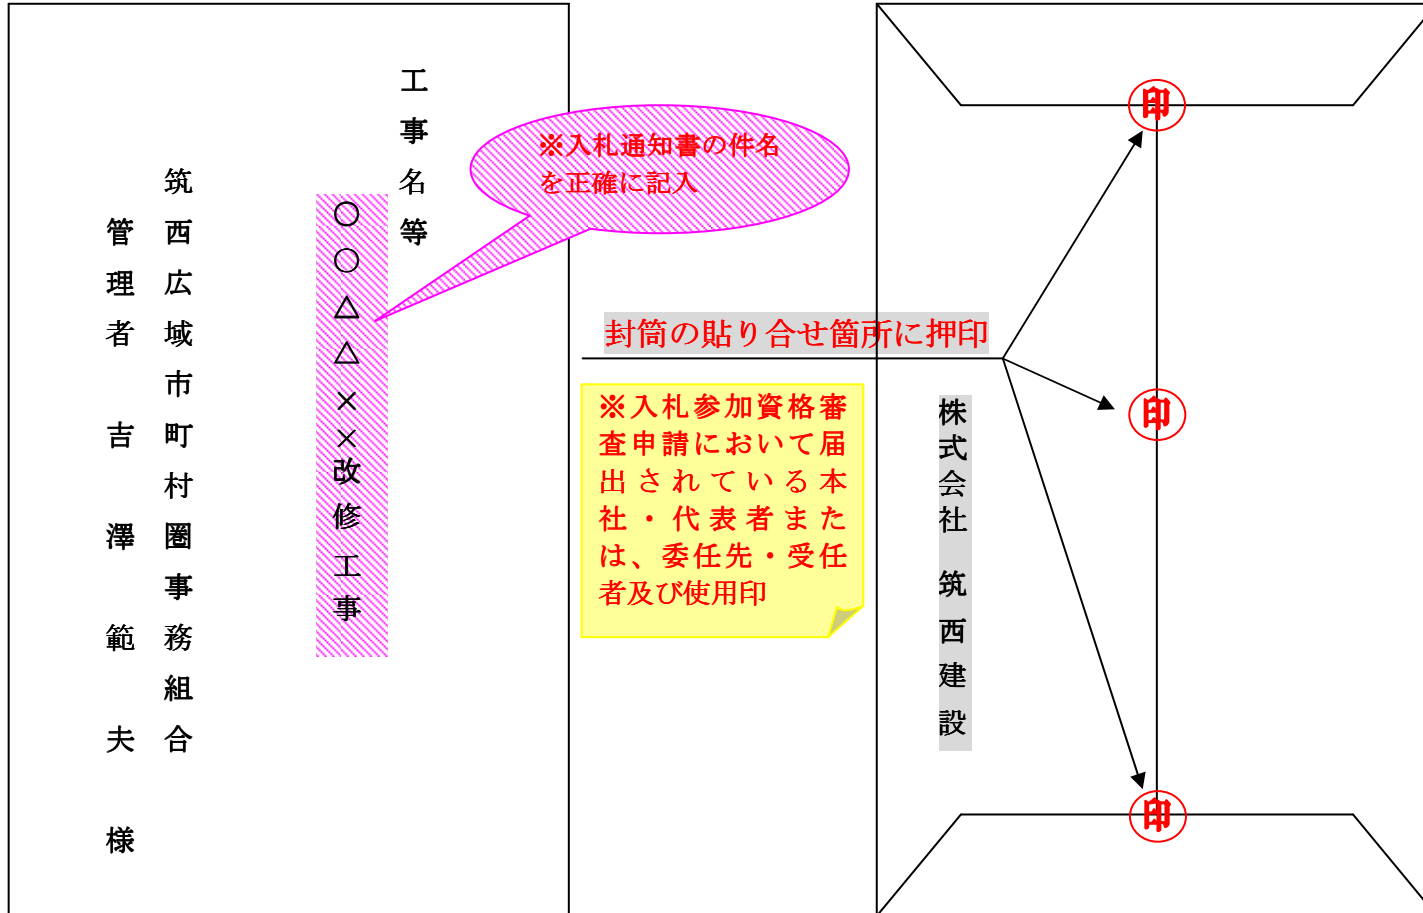 工事名等
○○△△××改修工事
筑西広域市町村圏事務組合
管理者 吉澤範夫 様
※入札通知書の件名
を正確に記入
封筒の貼り合せ箇所に押印
※入札参加資格審
査申請において届
出されている本
社・代表者また
は、委任先・受任
者及び使用印
株式会社 筑西建設
印
印
印